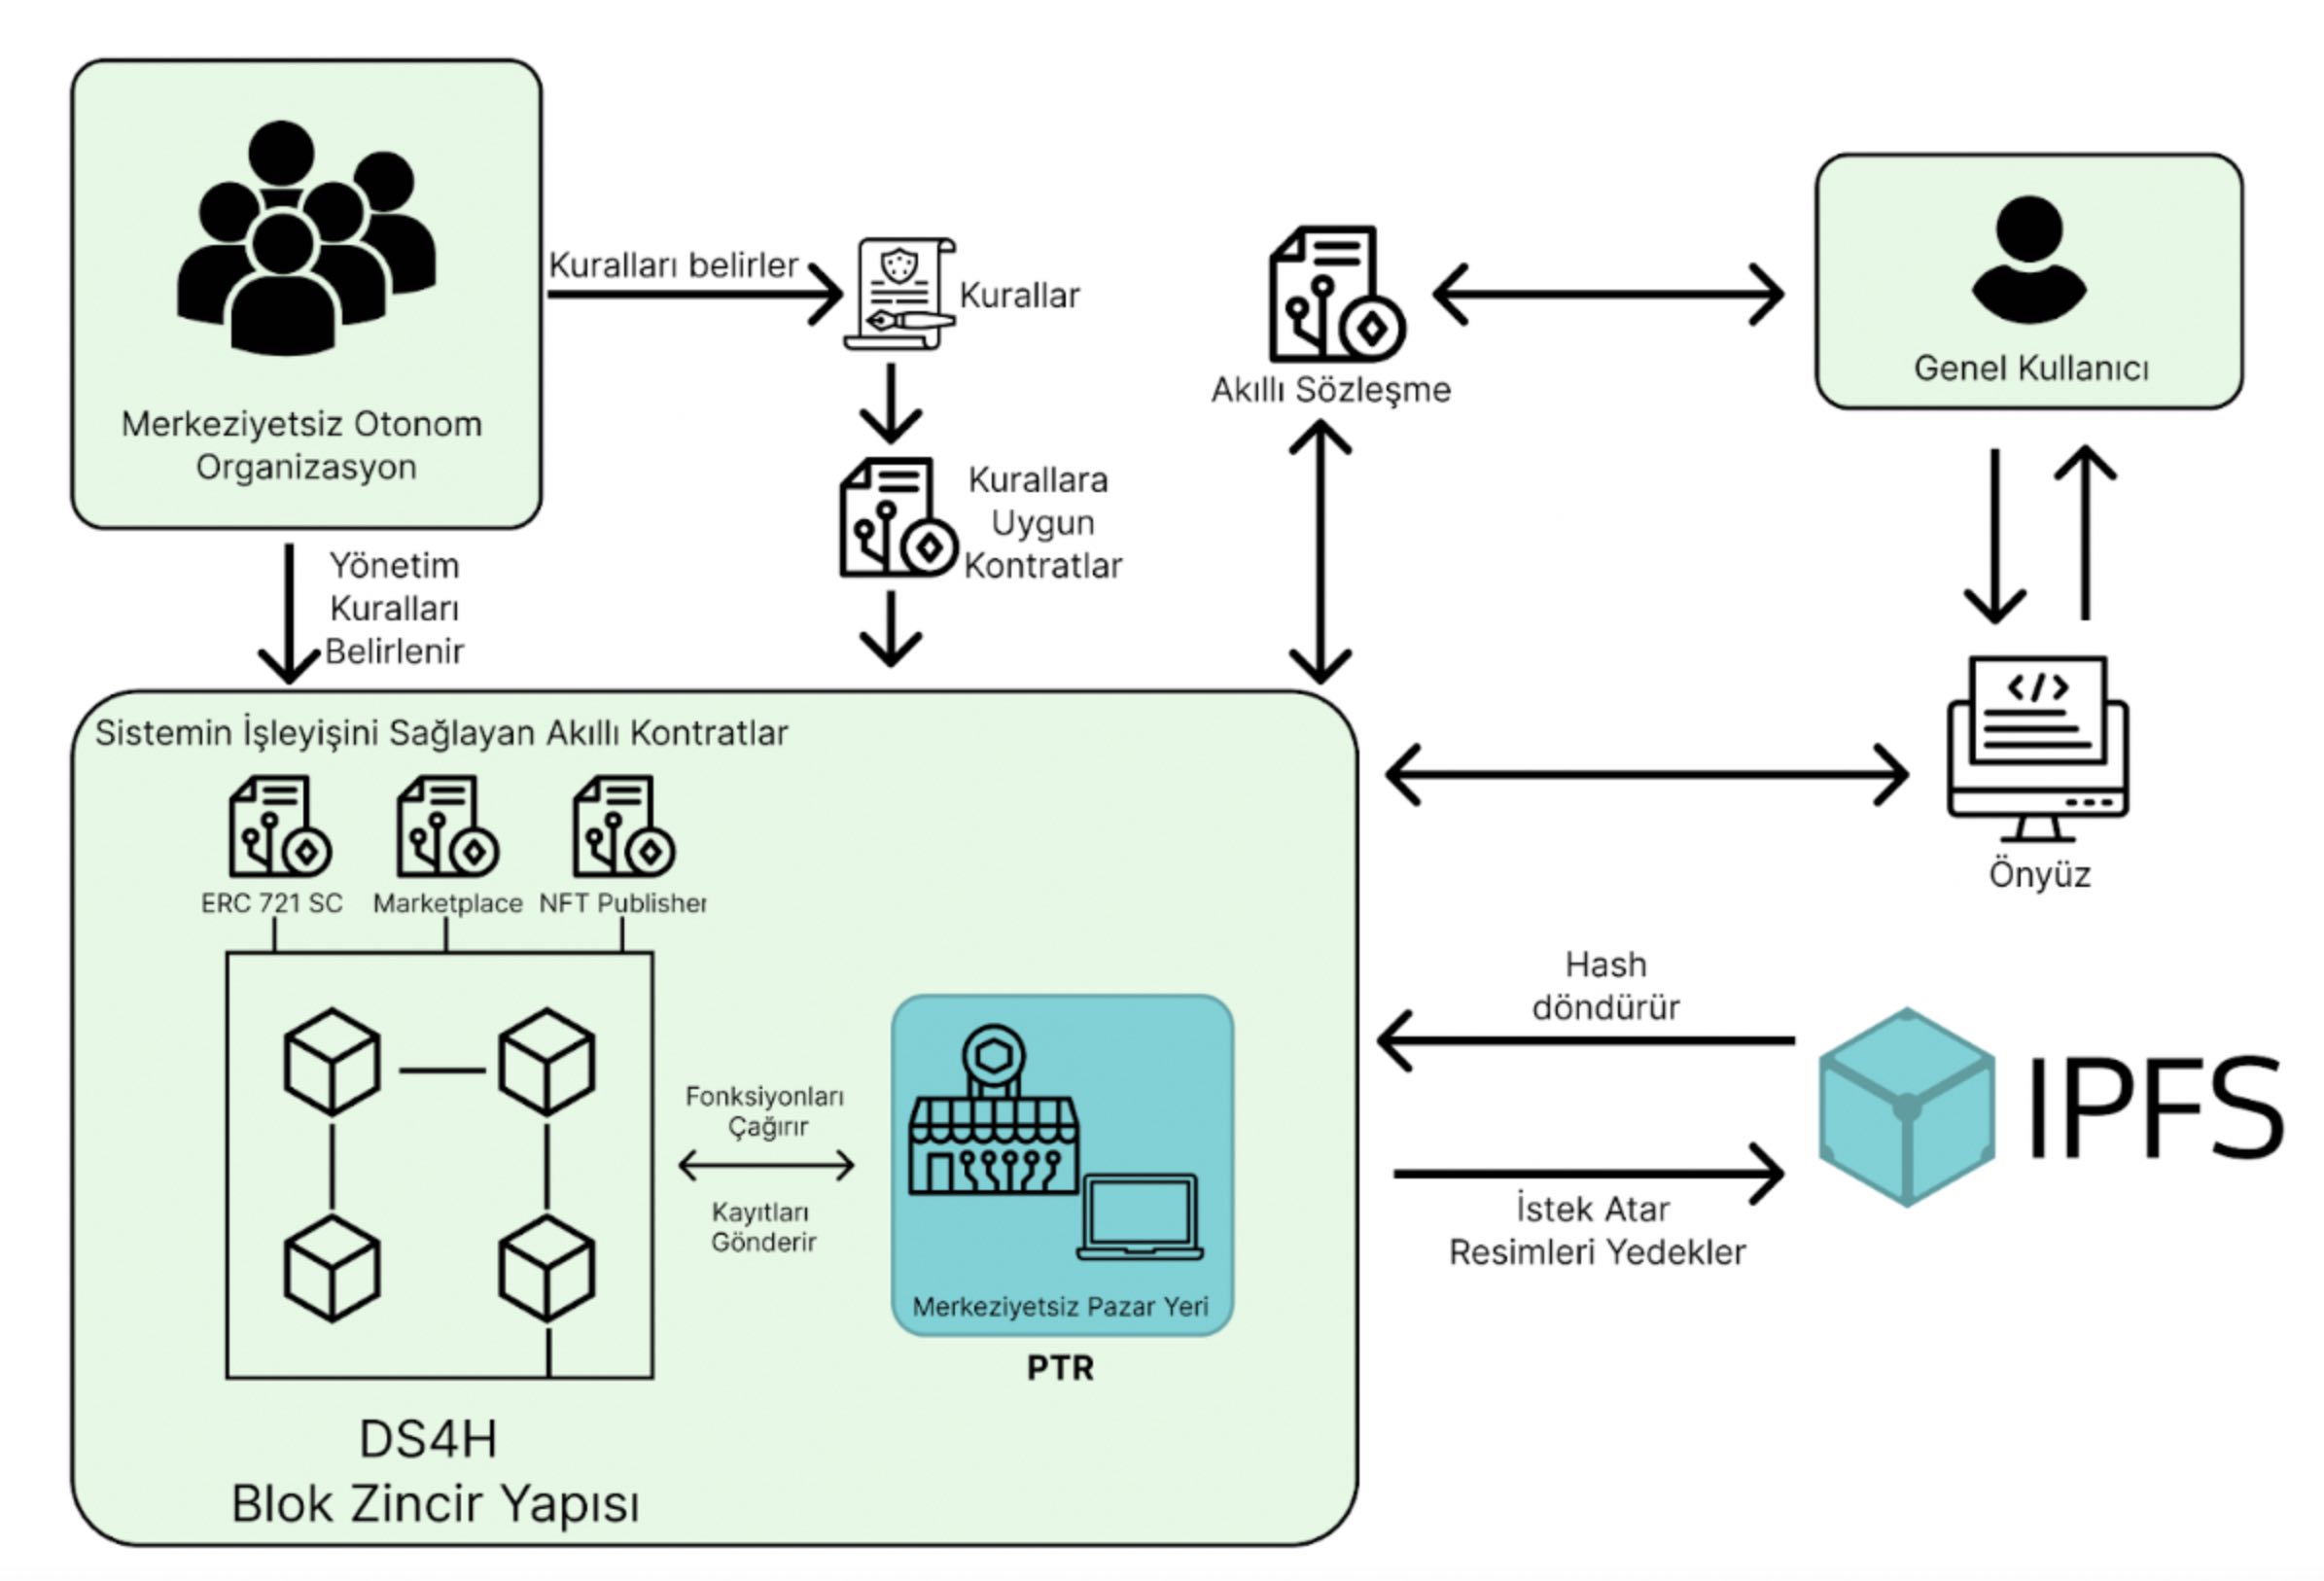 Merkeziyetsiz Otonom
Organizasyon
Kuralları belirler
Kurallar
Kurallara
Uygun
Kontratlar
Akıllı Sözleşme
Genel Kullanıcı
Yönetim
Kuralları
Belirlenir
Sistemin İşleyişini Sağlayan Akıllı Kontratlar
ERC 721 SC
Marketplace
NFT Publisher
Fonksiyonları
Çağırır
Kayıtları
Gönderir
Merkeziyetsiz Pazar Yeri
PTR
DS4H
Blok Zincir Yapısı
</>
Önyüz
Hash
döndürür
IPFS
İstek Atar
Resimleri Yedekler